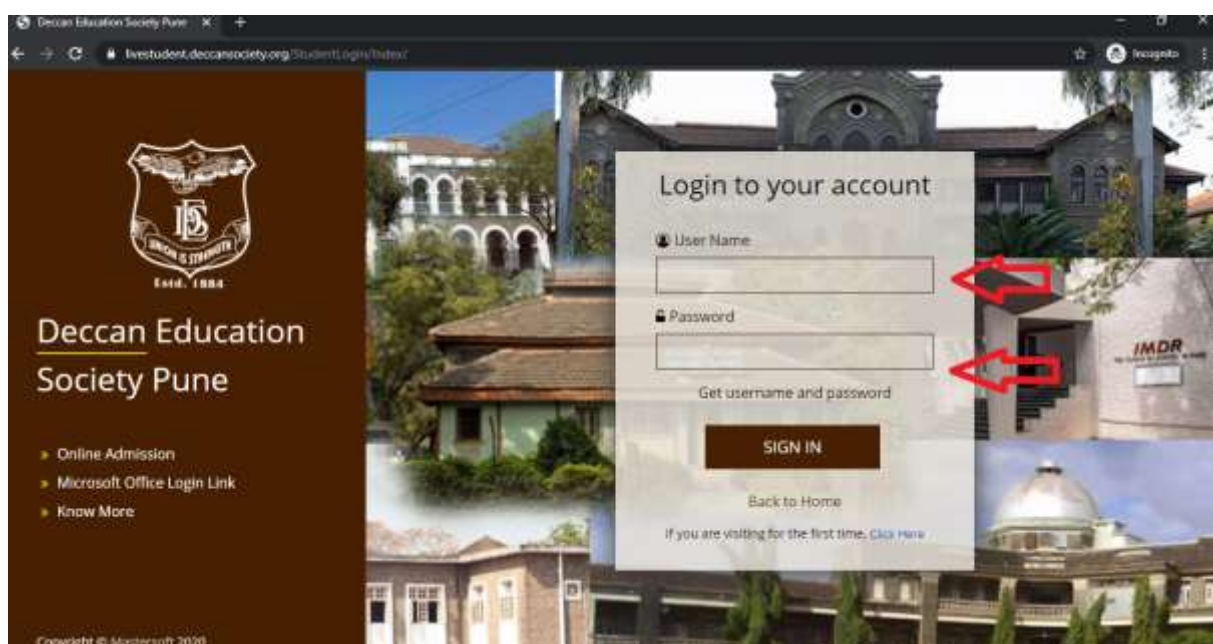 Deccan Education Society Pune
livestudent.deccansociety.org/StudentLogin/Index/
Incognito
DES
UNION IS STRENGTH
Estd. 1884
Deccan Education
Society Pune
Online Admission
Microsoft Office Login Link
Know More
Copyright © Mastersoft 2020
Login to your account
User Name
Password
Get username and password
SIGN IN
Back to Home
If you are visiting for the first time, Click Here
IMDR